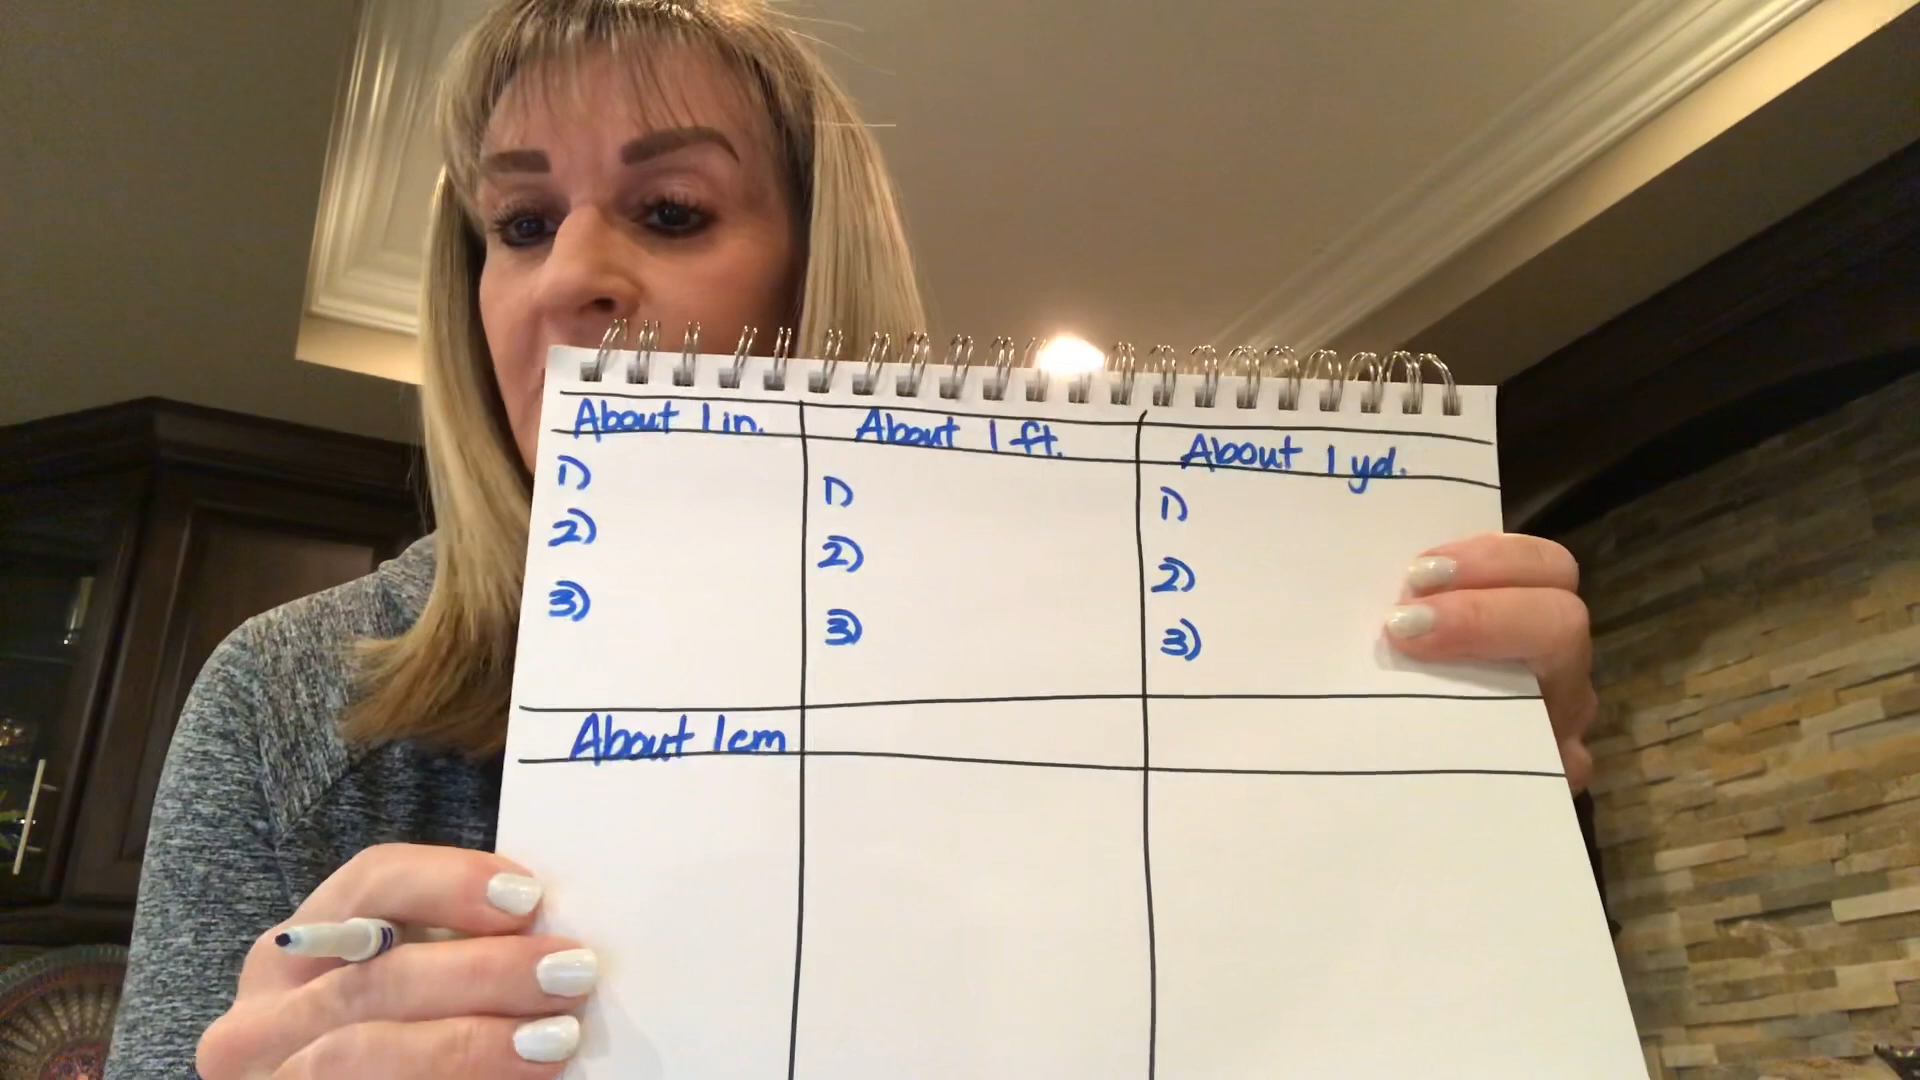 About 1 in. About 1 ft. About 1 yd.
1) 1) 1)
2) 2) 2)
3) 3) 3)
About 1cm